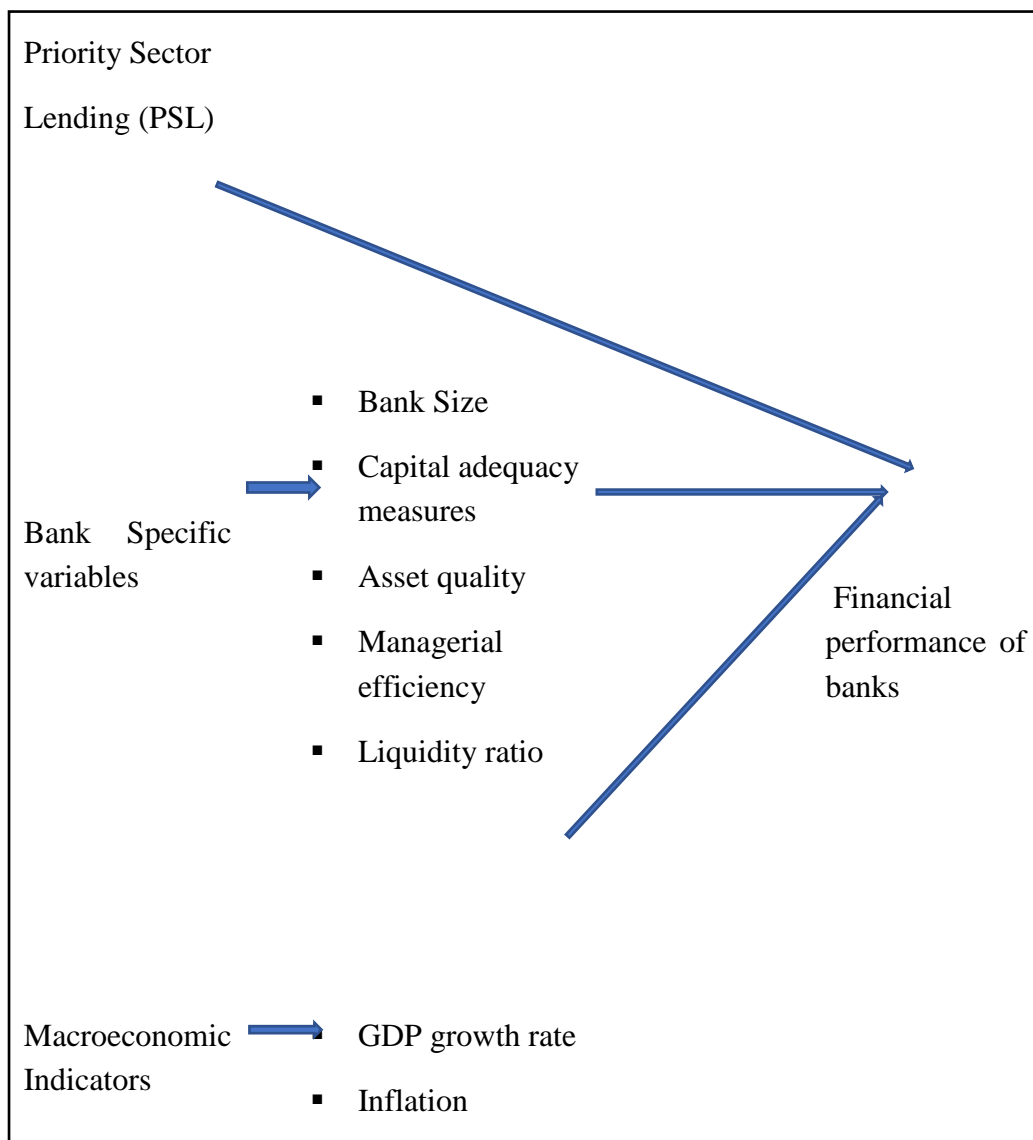 Priority Sector
Lending (PSL)
▪ Bank Size
▪ Capital adequacy
measures
Bank Specific
variables
▪ Asset quality
▪ Managerial
efficiency
▪ Liquidity ratio
Financial
performance of
banks
Macroeconomic
Indicators
▪ GDP growth rate
▪ Inflation